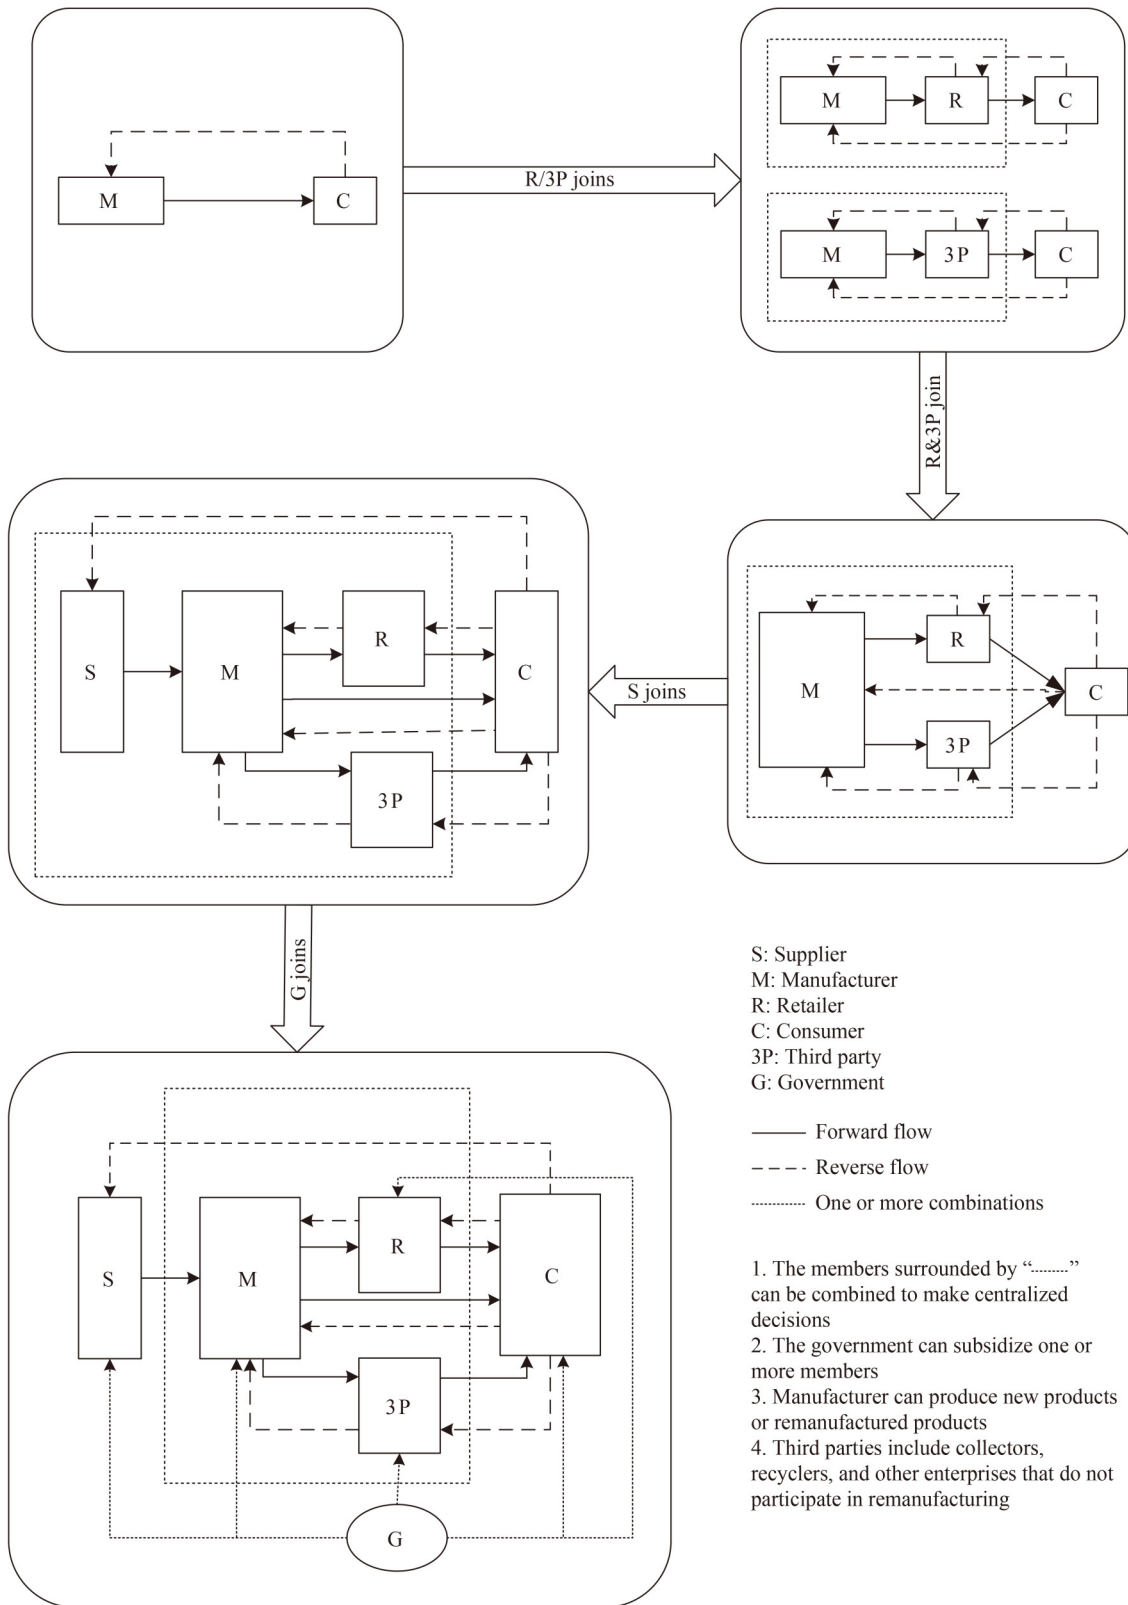 M
C
R/3P joins
M
R
C
M
3P
C
R&3P join
S
M
R
C
3P
S joins
M
R
3P
C
G joins
S
M
R
C
3P
G
S: Supplier
M: Manufacturer
R: Retailer
C: Consumer
3P: Third party
G: Government
Forward flow
Reverse flow
One or more combinations
1. The members surrounded by “.........”
can be combined to make centralized
decisions
2. The government can subsidize one or
more members
3. Manufacturer can produce new products
or remanufactured products
4. Third parties include collectors,
recyclers, and other enterprises that do not
participate in remanufacturing